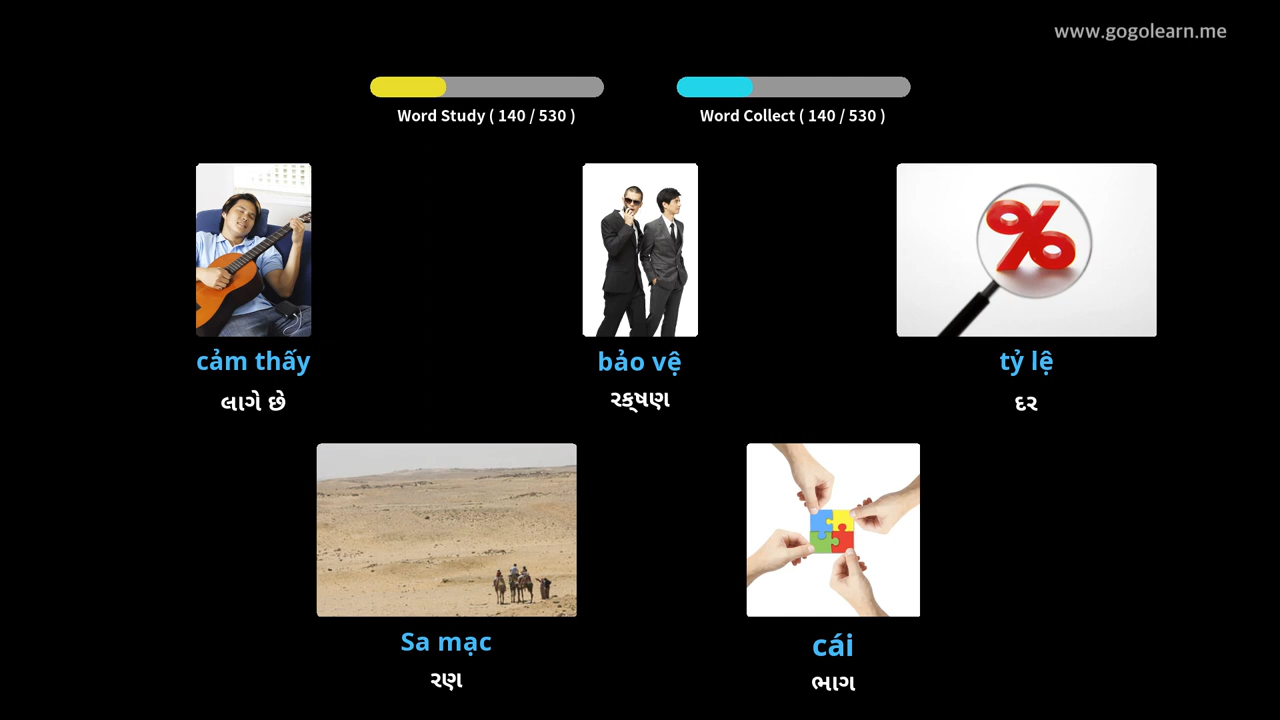 www.gogolearn.me
Word Study ( 140 / 530 )
Word Collect ( 140 / 530 )
cảm thấy
bảo vệ
tỷ lệ
લાગે છે
રક્ષણ
દર
Sa mạc
cái
રણ
ભાગ